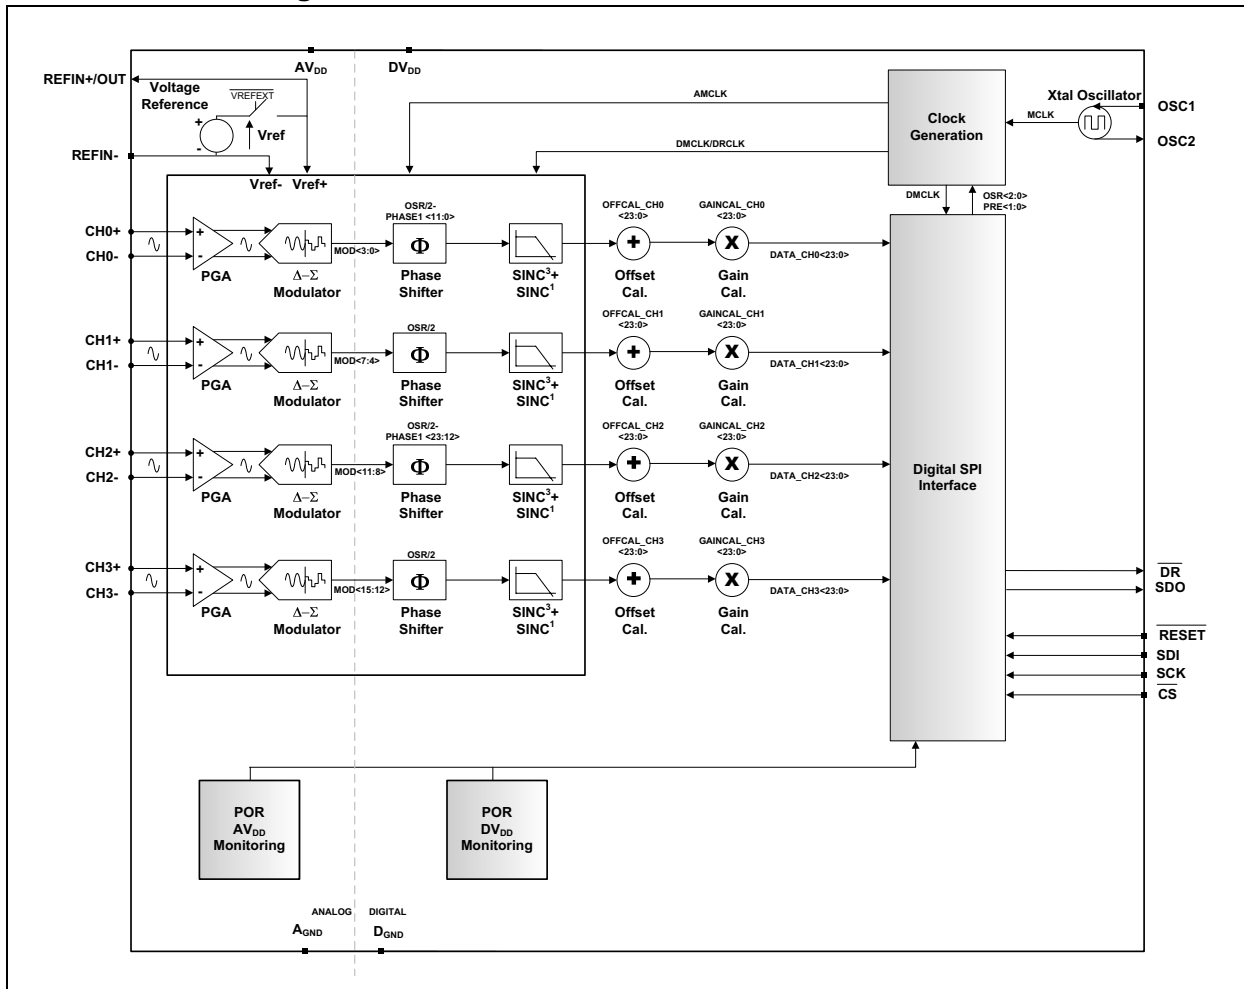 AVDD
DVDD
REFIN+/OUT
Voltage
Reference
VREFEXT
+
-
Vref
REFIN-
Vref-
Vref+
AMCLK
DMCLK/DRCLK
Clock
Generation
MCLK
Xtal Oscillator
OSC1
OSC2
DMCLK
OSR<2:0>
PRE<1:0>
CH0+
CH0-
+
-
PGA
Δ–Σ
Modulator
MOD<3:0>
OSR/2-
PHASE1 <11:0>
Φ
Phase
Shifter
SINC3+
SINC1
OFFCAL_CH0
<23:0>
+
Offset
Cal.
GAINCAL_CH0
<23:0>
X
Gain
Cal.
DATA_CH0<23:0>
CH1+
CH1-
+
-
PGA
Δ–Σ
Modulator
MOD<7:4>
OSR/2
Φ
Phase
Shifter
SINC3+
SINC1
OFFCAL_CH1
<23:0>
+
Offset
Cal.
GAINCAL_CH1
<23:0>
X
Gain
Cal.
DATA_CH1<23:0>
CH2+
CH2-
+
-
PGA
Δ–Σ
Modulator
MOD<11:8>
OSR/2-
PHASE1 <23:12>
Φ
Phase
Shifter
SINC3+
SINC1
OFFCAL_CH2
<23:0>
+
Offset
Cal.
GAINCAL_CH2
<23:0>
X
Gain
Cal.
DATA_CH2<23:0>
Digital SPI
Interface
CH3+
CH3-
+
-
PGA
Δ–Σ
Modulator
MOD<15:12>
OSR/2
Φ
Phase
Shifter
SINC3+
SINC1
OFFCAL_CH3
<23:0>
+
Offset
Cal.
GAINCAL_CH3
<23:0>
X
Gain
Cal.
DATA_CH3<23:0>
DR
SDO
RESET
SDI
SCK
CS
POR
AVDD
Monitoring
POR
DVDD
Monitoring
ANALOG
DIGITAL
AGND
DGND